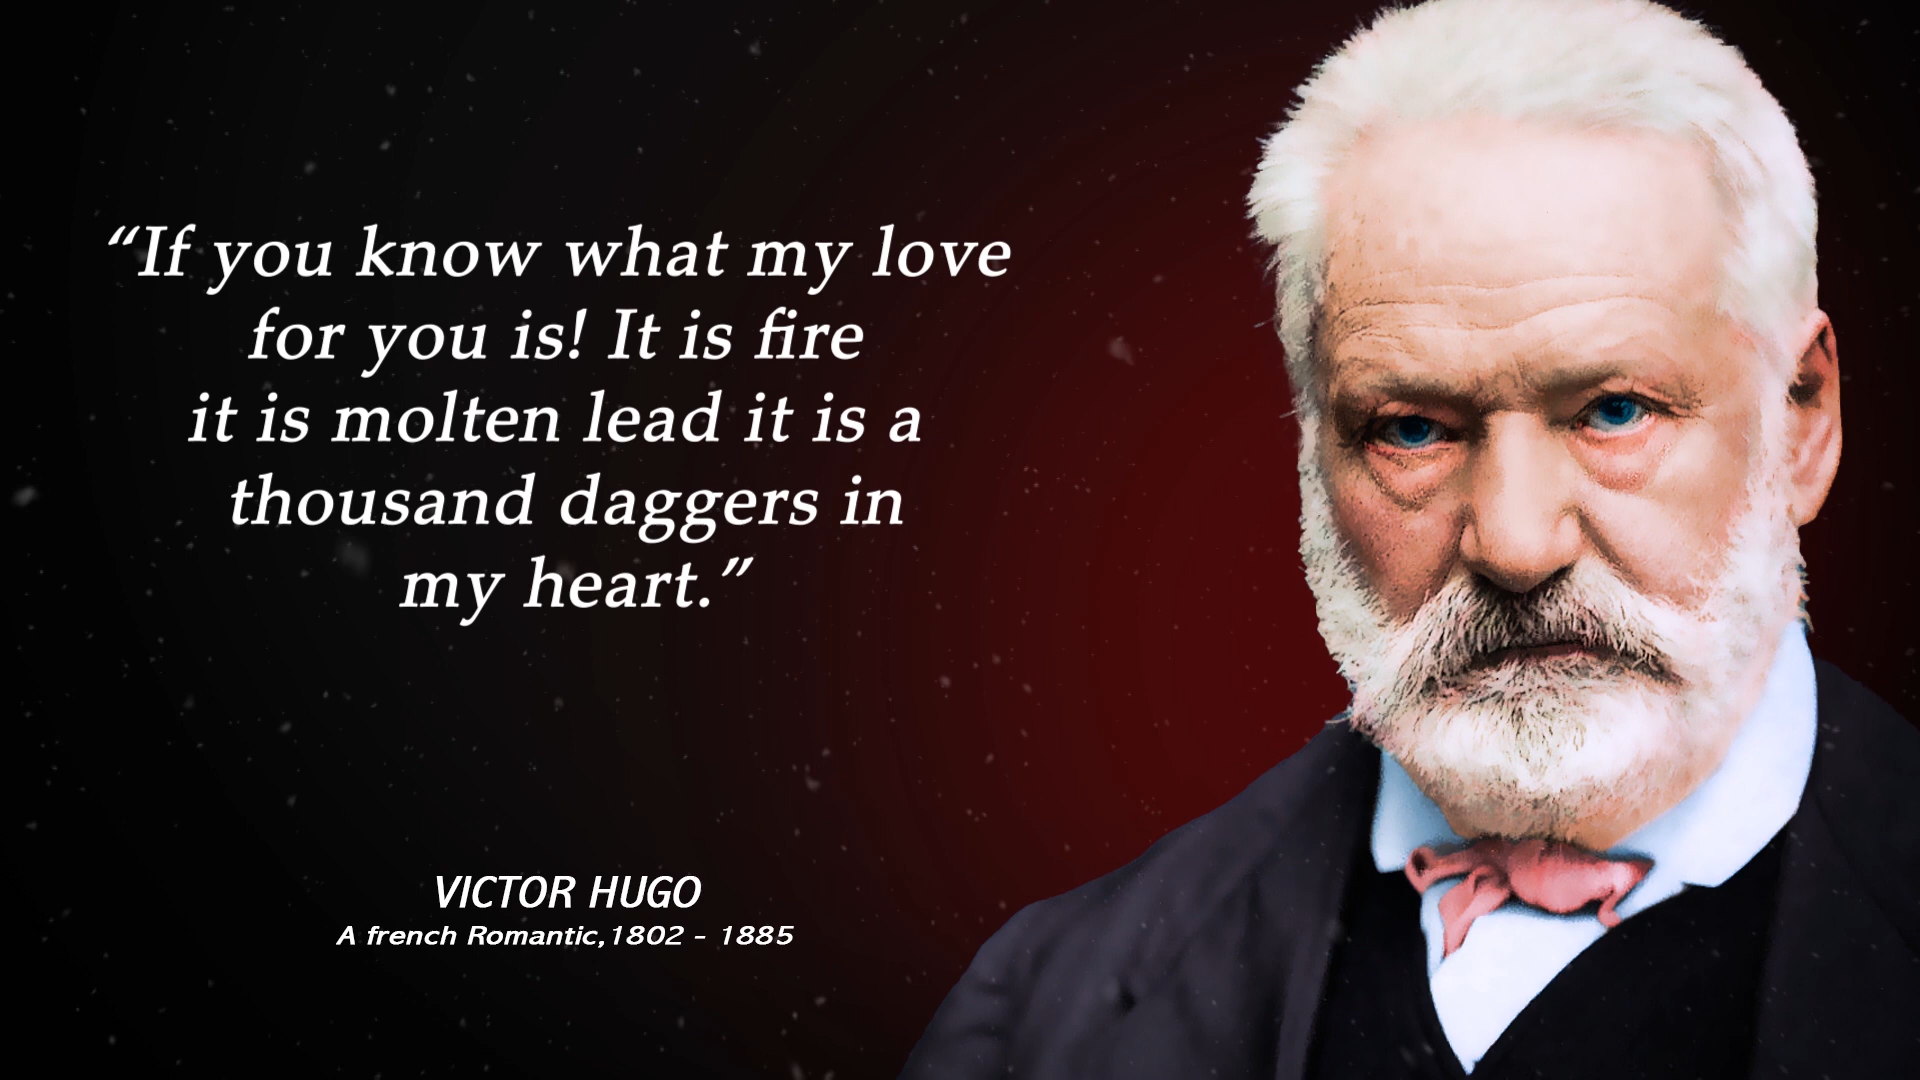 “If you know what my love
for you is! It is fire
it is molten lead it is a
thousand daggers in
my heart.”
VICTOR HUGO
A french Romantic,1802 - 1885